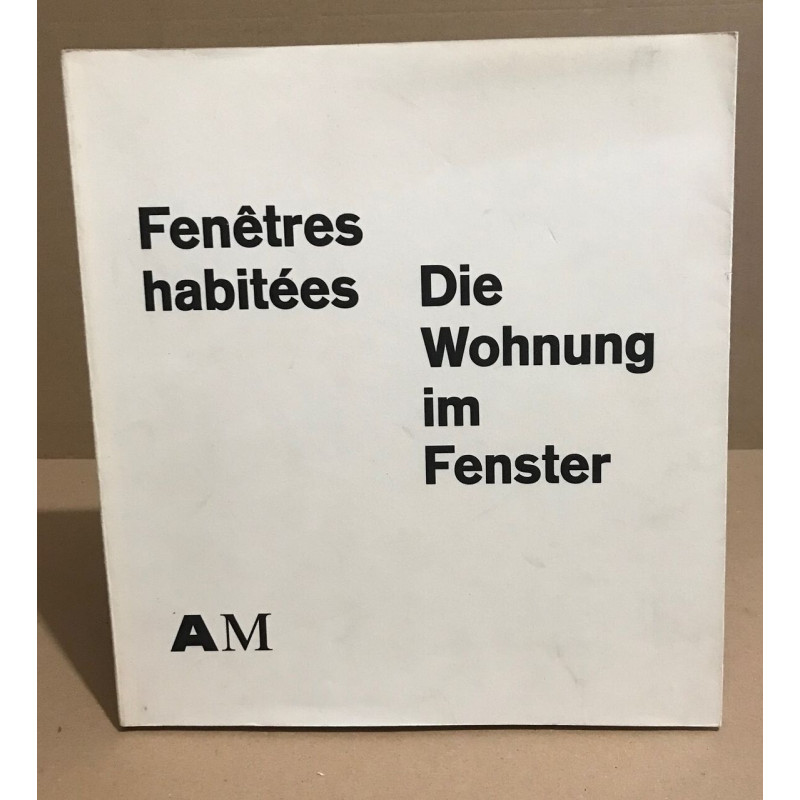 Fenêtres
habitées
Die
Wohnung
im
Fenster
AM